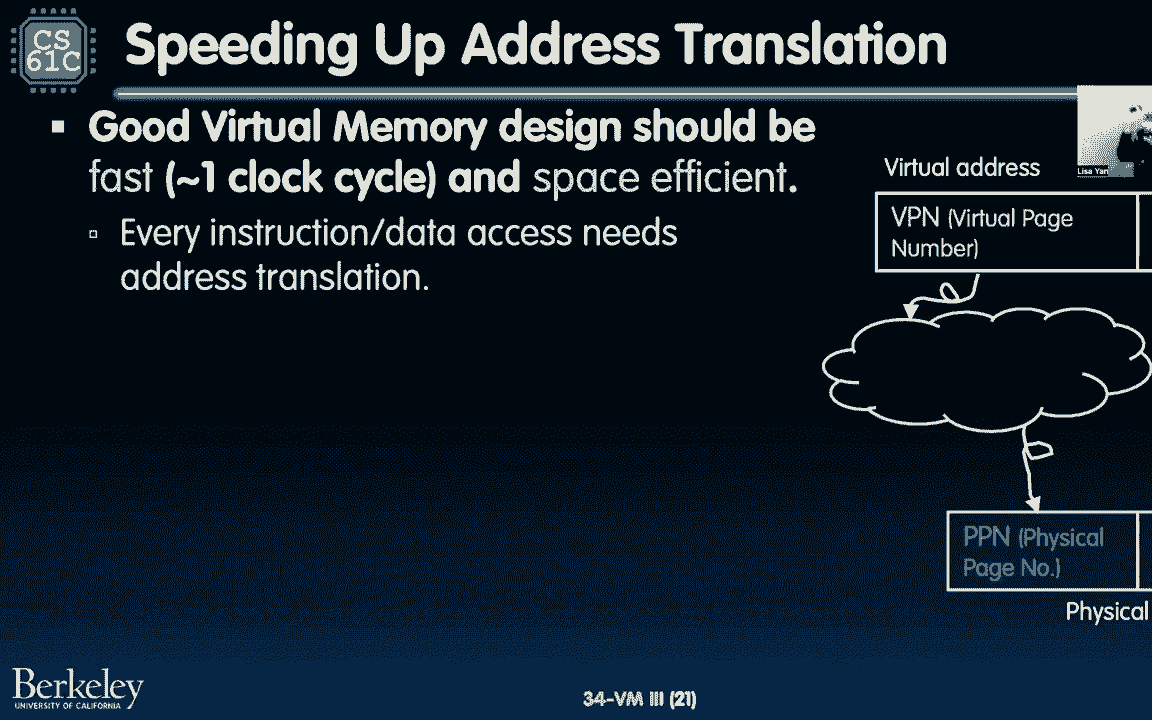 CS
61C
Speeding Up Address Translation
Good Virtual Memory design should be
fast (~1 clock cycle) and space efficient.
Every instruction/data access needs
address translation.
Lisa Yan
Virtual address
VPN (Virtual Page
Number)
PPN (Physical
Page No.)
Physical
Berkeley
UNIVERSITY OF CALIFORNIA
34-VM III (21)